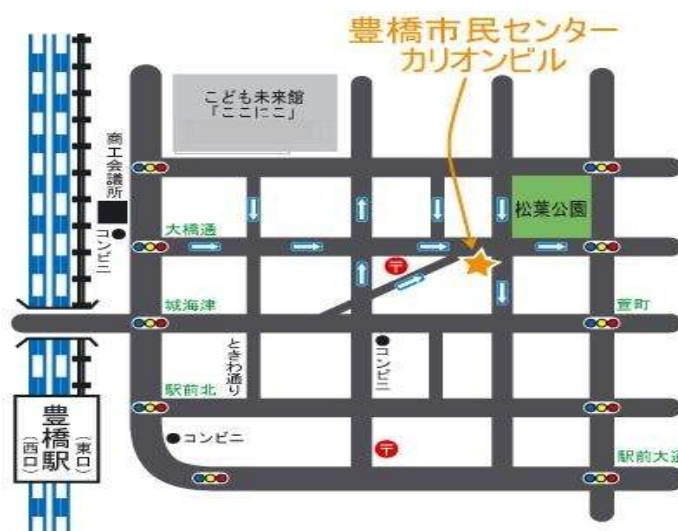 豊橋市民センター
カリオンビル
こども未来館
「ここにこ」
商工会議所
コンビニ
大橋通
松葉公園
〒
城海津
萱町
ときわ通り
コンビニ
駅前北
豊橋駅
(西口)
(東口)
コンビニ
〒
駅前大通